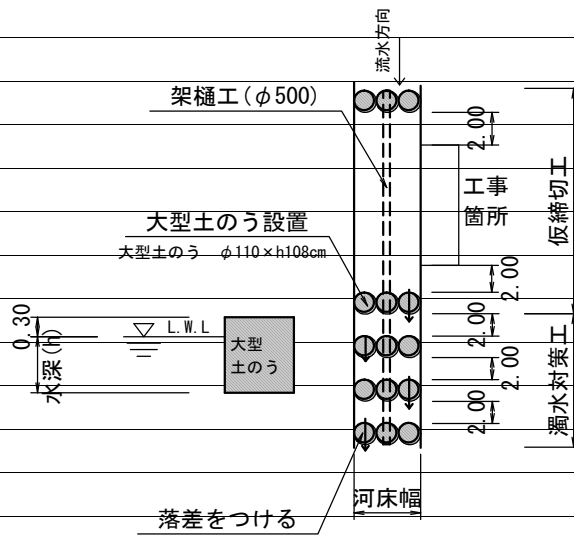 流水方向
架樋工(φ500)
2.00
仮締切工
工事
箇所
大型土のう設置
大型土のう φ110×h108cm
2.00
0.30
L.W.L
水深(h)
大型
土のう
2.00
2.00
2.00
濁水対策工
河床幅
落差をつける